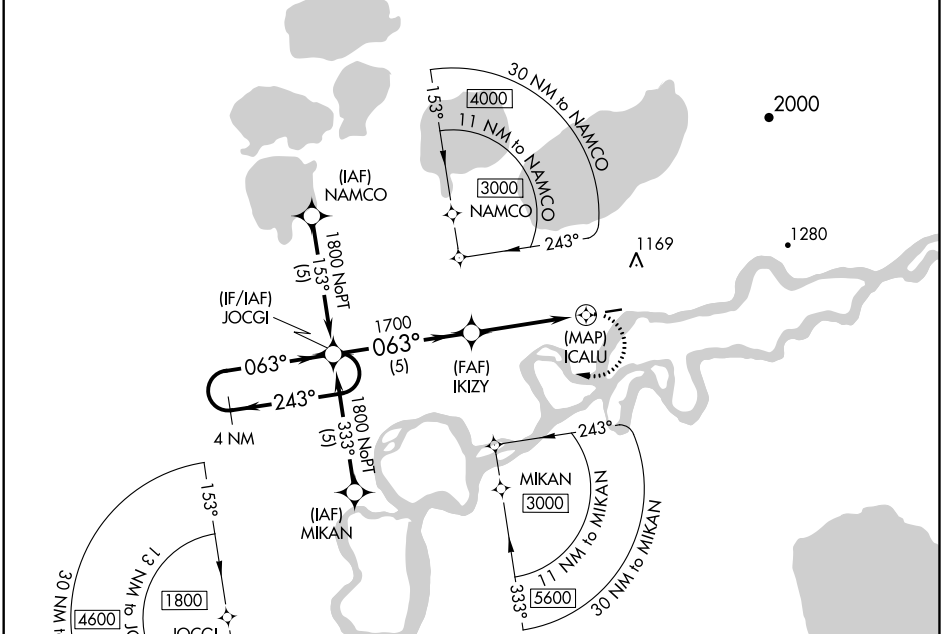 30 NM to NAMCO
4000
153°
11 NM to NAMCO
3000
NAMCO
243°
2000
1280
1169
(IAF)
NAMCO
1800 NoPT
153°
(5)
(IF/IAF)
JOCGI
1700
063°
(5)
(FAF)
IKIZY
(MAP)
ICALU
063°
243°
4 NM
1800 NoPT
333°
(5)
(IAF)
MIKAN
243°
MIKAN
3000
11 NM to MIKAN
30 NM to MIKAN
333°
5600
153°
13 NM to
30 NM
1800
4600